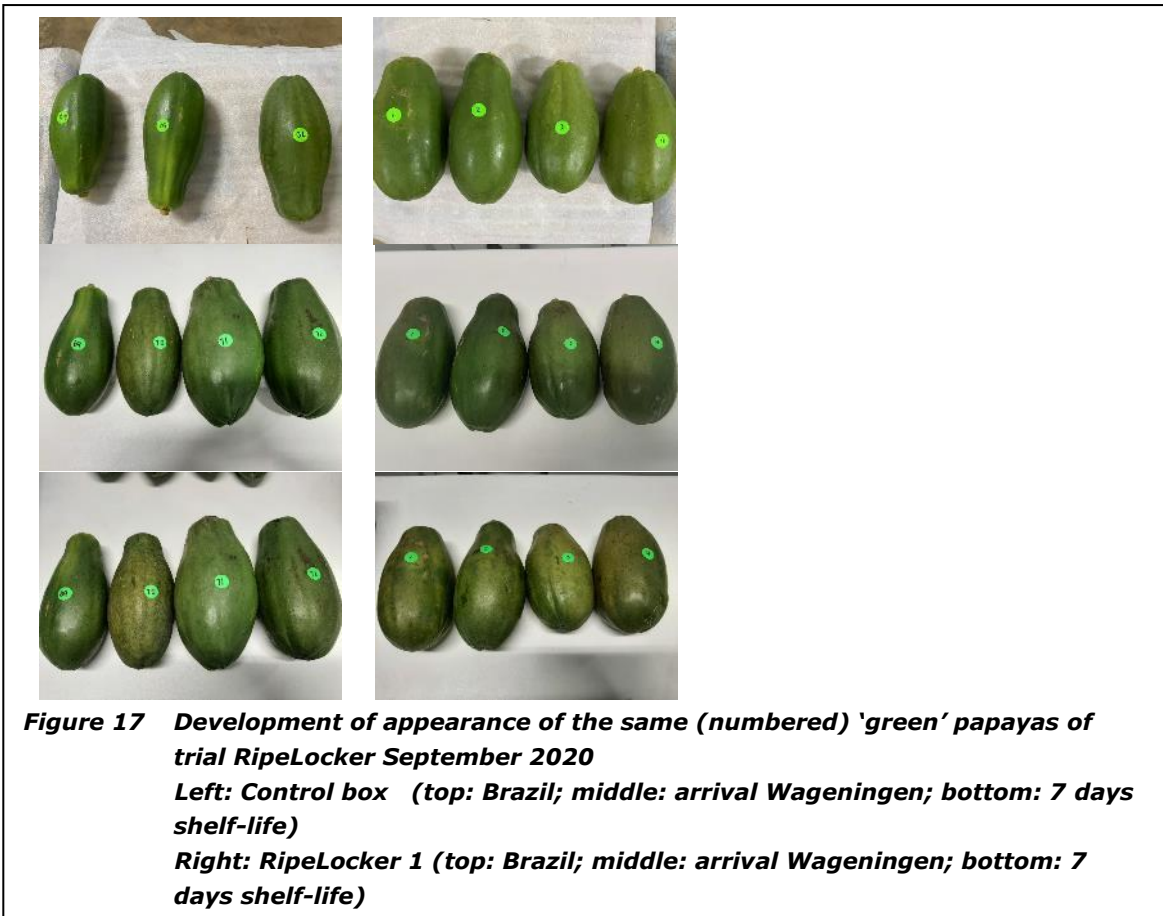 Figure 17 Development of appearance of the same (numbered) ‘green’ papayas of
trial RipeLocker September 2020
Left: Control box (top: Brazil; middle: arrival Wageningen; bottom: 7 days
shelf-life)
Right: RipeLocker 1 (top: Brazil; middle: arrival Wageningen; bottom: 7
days shelf-life)